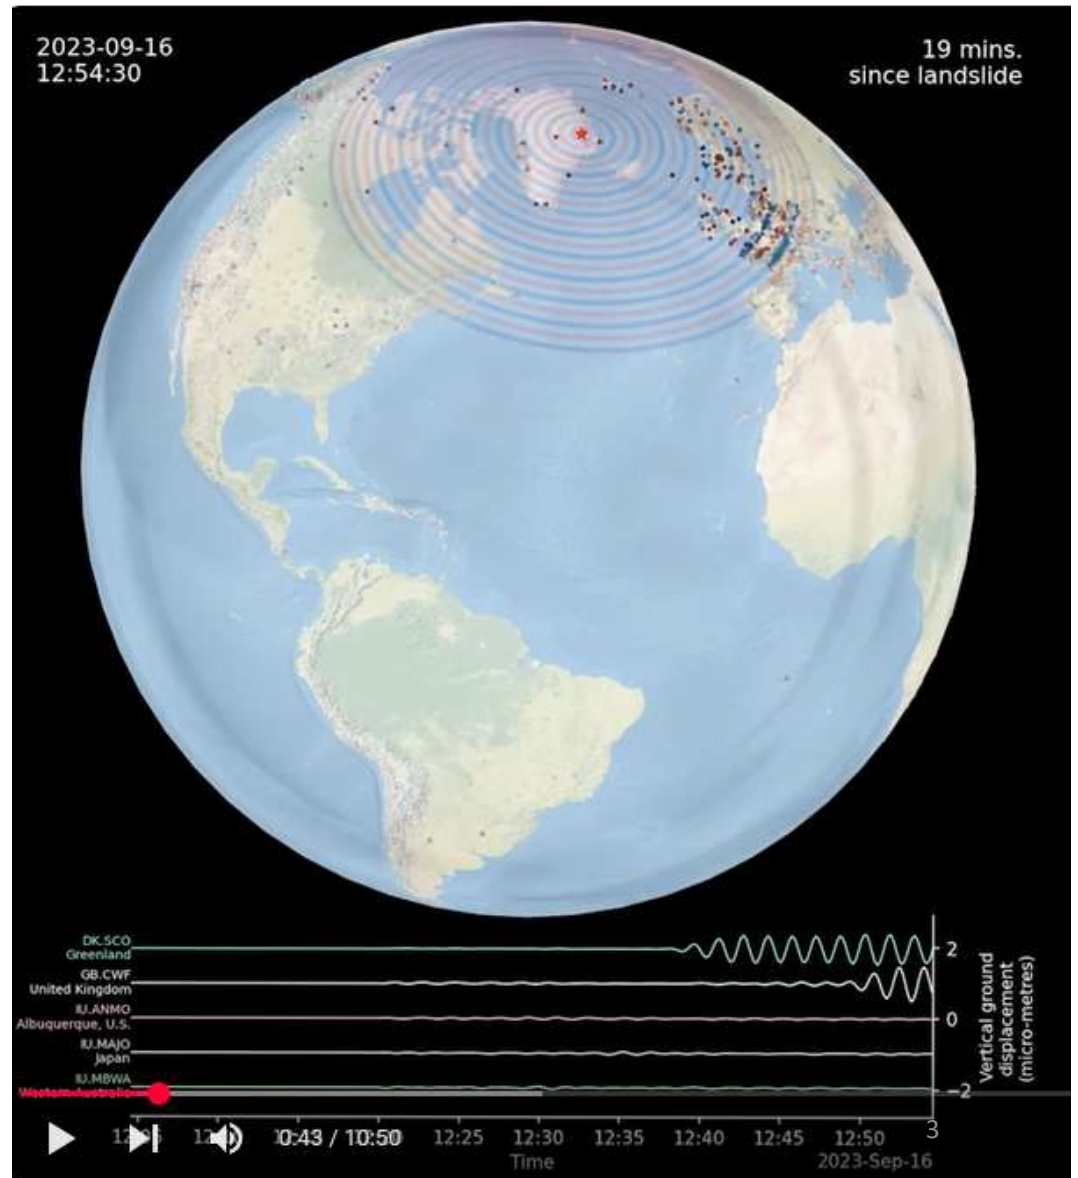 2023-09-16
12:54:30
19 mins.
since landslide
DK.SCO
Greenland
GB.CWF
United Kingdom
IU.ANMO
Albuquerque, U.S.
IU.MAJO
Japan
IU.MBWA
Western Australia
2
0
−2
Vertical ground
displacement
(micro-metres)
0:43 / 10:50
12:25 12:30 12:35 12:40 12:45 12:50
3
Time
2023-Sep-16